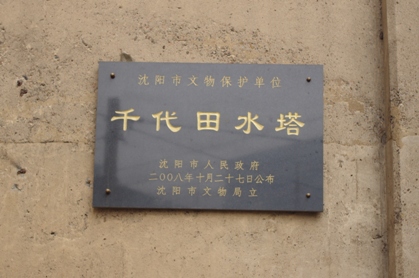 沈阳市文物保护单位
千代田水塔
沈阳市人民政府
二〇〇八年十月二十七日公布
沈阳市文物局立